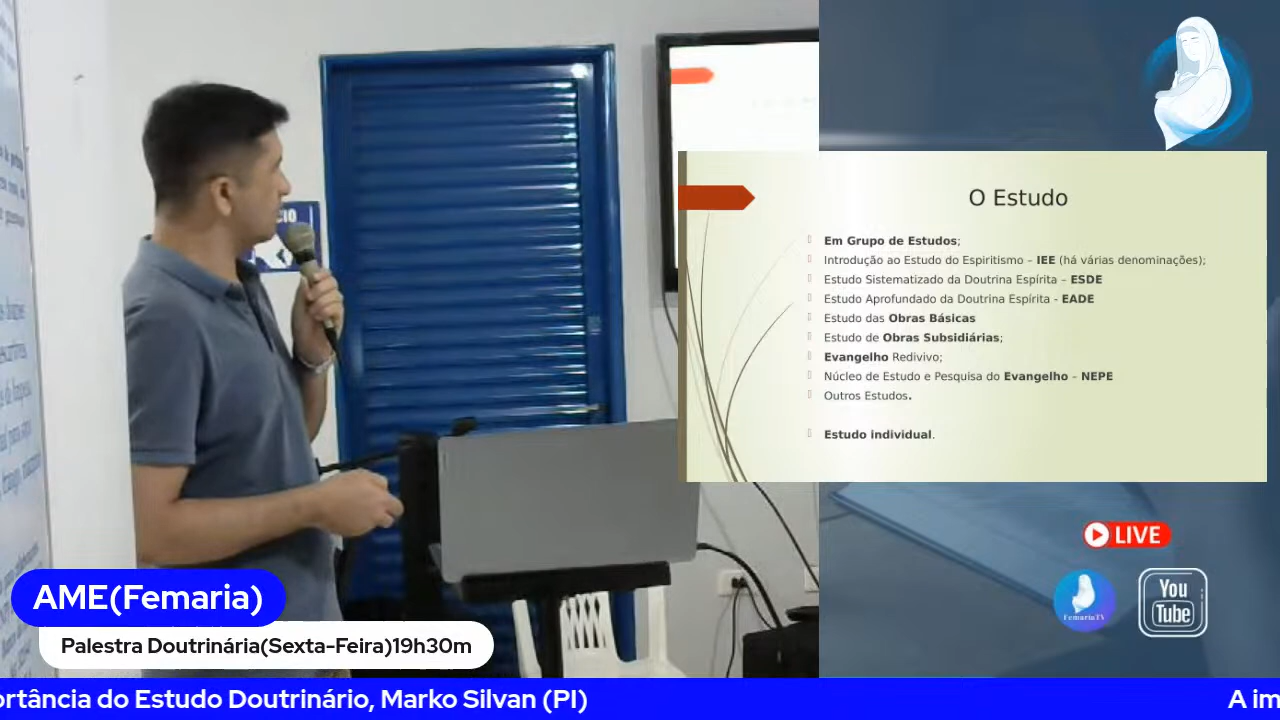 CIO
O Estudo
Em Grupo de Estudos;
Introdução ao Estudo do Espiritismo – IEE (há várias denominações);
Estudo Sistematizado da Doutrina Espírita – ESDE
Estudo Aprofundado da Doutrina Espírita - EADE
Estudo das Obras Básicas
Estudo de Obras Subsidiárias;
Evangelho Redivivo;
Núcleo de Estudo e Pesquisa do Evangelho – NEPE
Outros Estudos.
Estudo individual.
LIVE
FemariaTV
You
Tube
AME(Femaria)
Palestra Doutrinária(Sexta-Feira)19h30m
ortância do Estudo Doutrinário, Marko Silvan (PI) A im